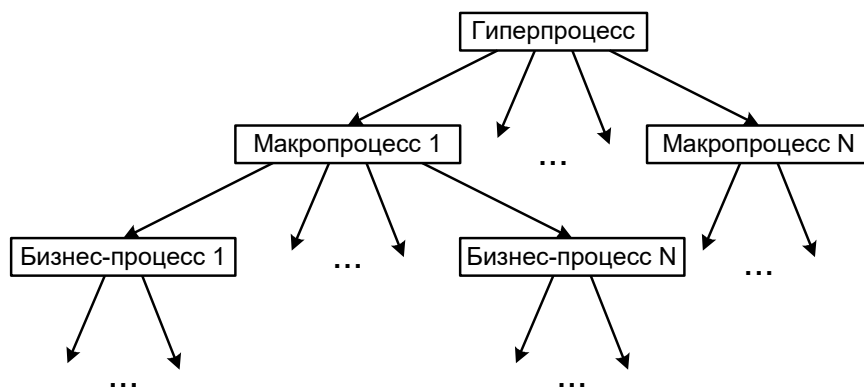 Гиперпроцесс
Макропроцесс 1
...
Макропроцесс N
Бизнес-процесс 1
...
Бизнес-процесс N
...
...
...